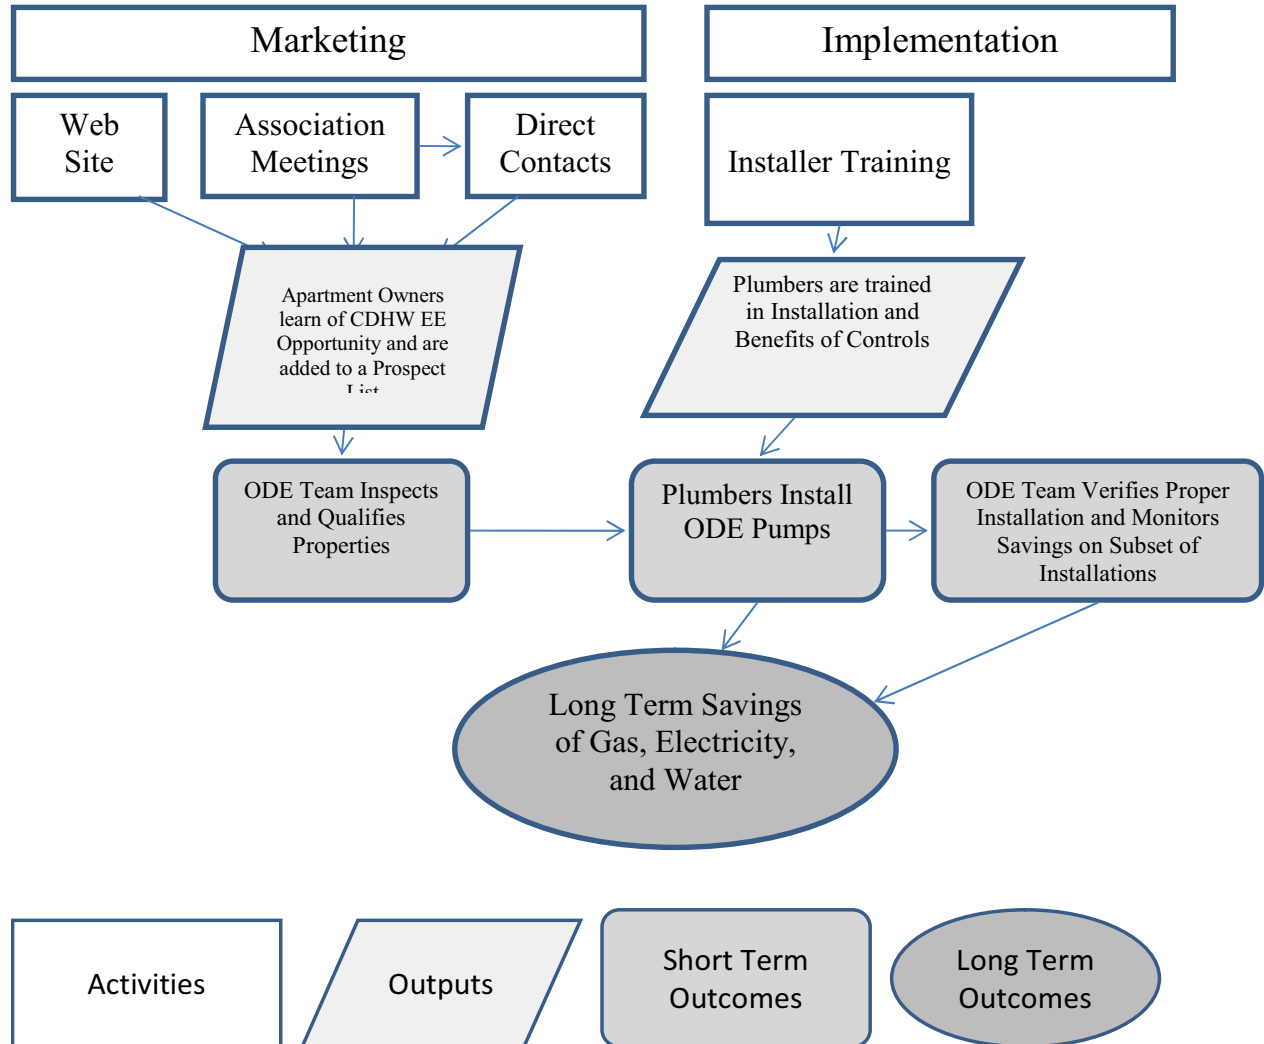 Marketing
Implementation
Web
Site
Association
Meetings
Direct
Contacts
Installer Training
Apartment Owners
learn of CDHW EE
Opportunity and are
added to a Prospect
List
Plumbers are trained
in Installation and
Benefits of Controls
ODE Team Inspects
and Qualifies
Properties
Plumbers Install
ODE Pumps
ODE Team Verifies Proper
Installation and Monitors
Savings on Subset of
Installations
Long Term Savings
of Gas, Electricity,
and Water
Activities
Outputs
Short Term
Outcomes
Long Term
Outcomes